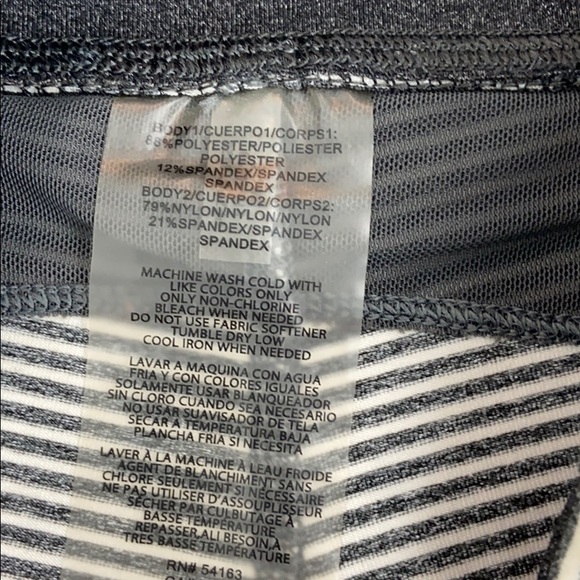 BODY1/CUERPO1/CORPS1:
88%POLYESTER/POLIESTER
POLYESTER
12%SPANDEX/SPANDEX
SPANDEX
BODY2/CUERPO2/CORPS2:
79%NYLON/NYLON/NYLON
21%SPANDEX/SPANDEX
SPANDEX
MACHINE WASH COLD WITH
LIKE COLORS ONLY
ONLY NON-CHLORINE
BLEACH WHEN NEEDED
DO NOT USE FABRIC SOFTENER
TUMBLE DRY LOW
COOL IRON WHEN NEEDED
LAVAR A MAQUINA CON AGUA
FRIA Y CON COLORES IGUALES
SOLAMENTE USAR BLANQUEADOR
SIN CLORO CUANDO SEA NECESARIO
NO USAR SUAVISADOR DE TELA
SECAR A TEMPERATURA BAJA
PLANCHA FRIA SI NECESITA
LAVER À LA MACHINE À LEAU FROIDE
AGENT DE BLANCHIMENT SANS
CHLORE SEULEMENT SI NÉCESSAIRE
NE PAS UTILISER D'ASSOUPLISSEUR
SÉCHER PAR CULBUTAGE À
BASSE TEMPÉRATURE
REPASSER ALI BESOIN, À
TRÈS BASSE TEMPÉRATURE
RN# 54163